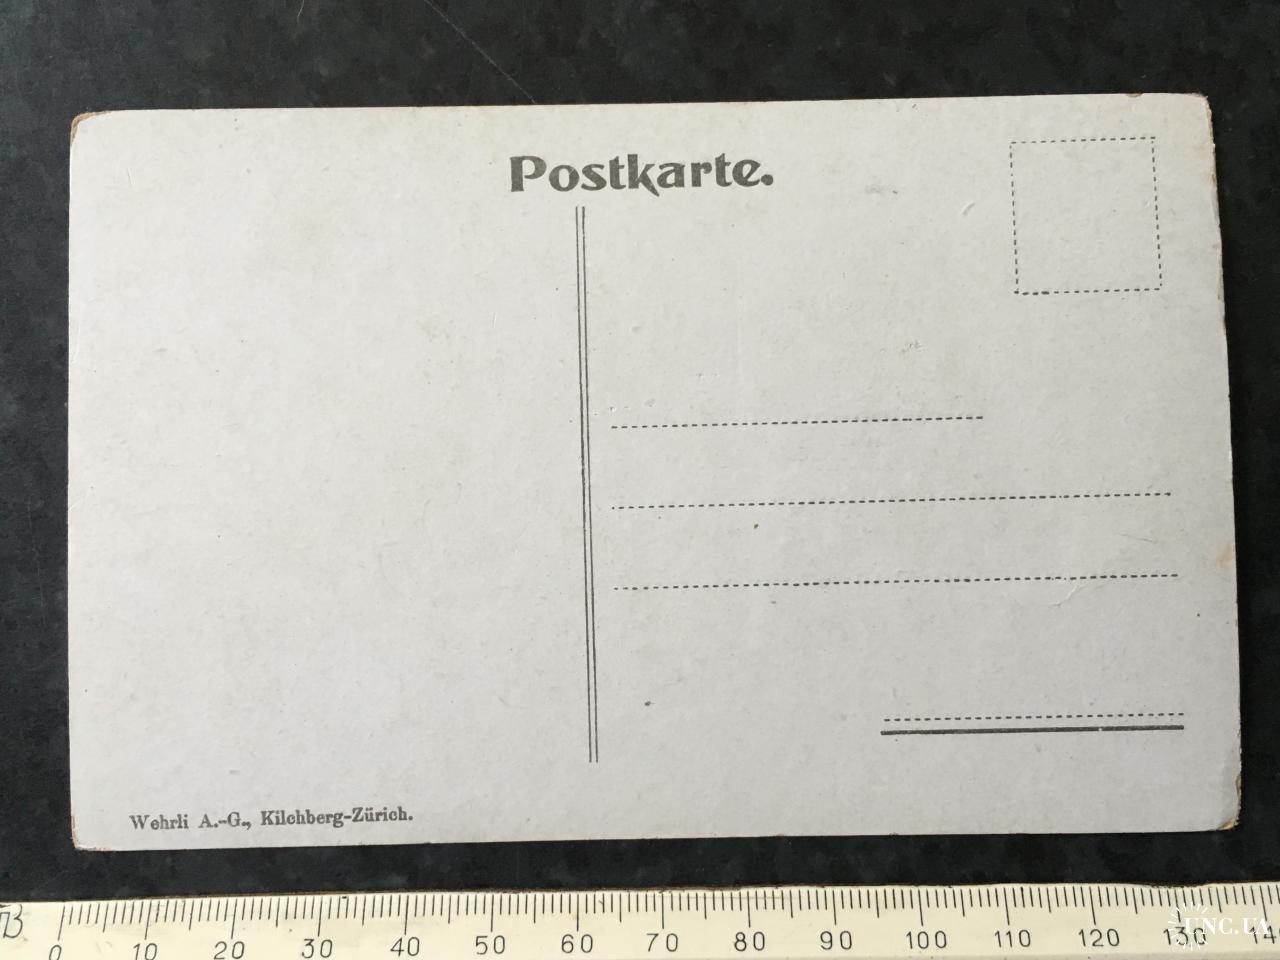 Postkarte.
Wehrli A.-G., Kilchberg-Zürich.
0 10 20 30 40 50 60 70 80 90 100 110 120 130 140
UNC.UA